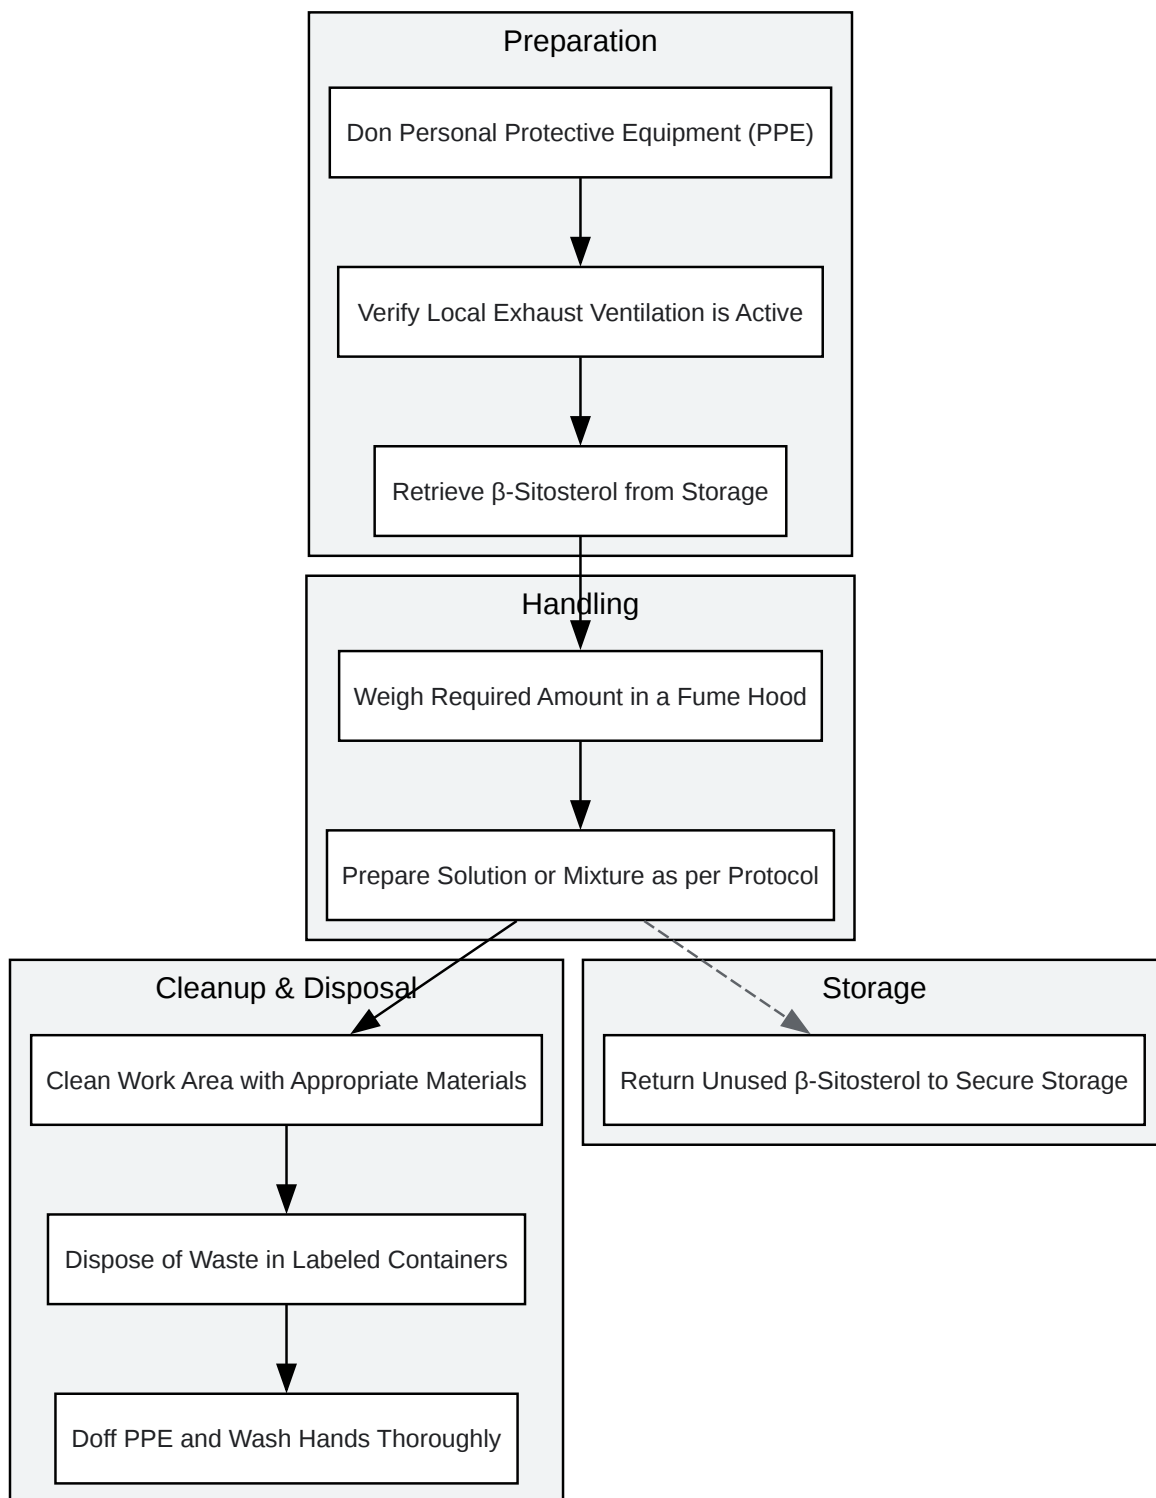 Preparation
Don Personal Protective Equipment (PPE)
Verify Local Exhaust Ventilation is Active
Retrieve β-Sitosterol from Storage
Handling
Weigh Required Amount in a Fume Hood
Prepare Solution or Mixture as per Protocol
Cleanup & Disposal
Clean Work Area with Appropriate Materials
Dispose of Waste in Labeled Containers
Doff PPE and Wash Hands Thoroughly
Storage
Return Unused β-Sitosterol to Secure Storage